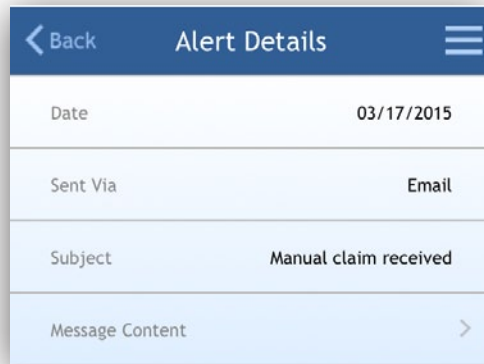 Back Alert Details
Date 03/17/2015
Sent Via Email
Subject Manual claim received
Message Content